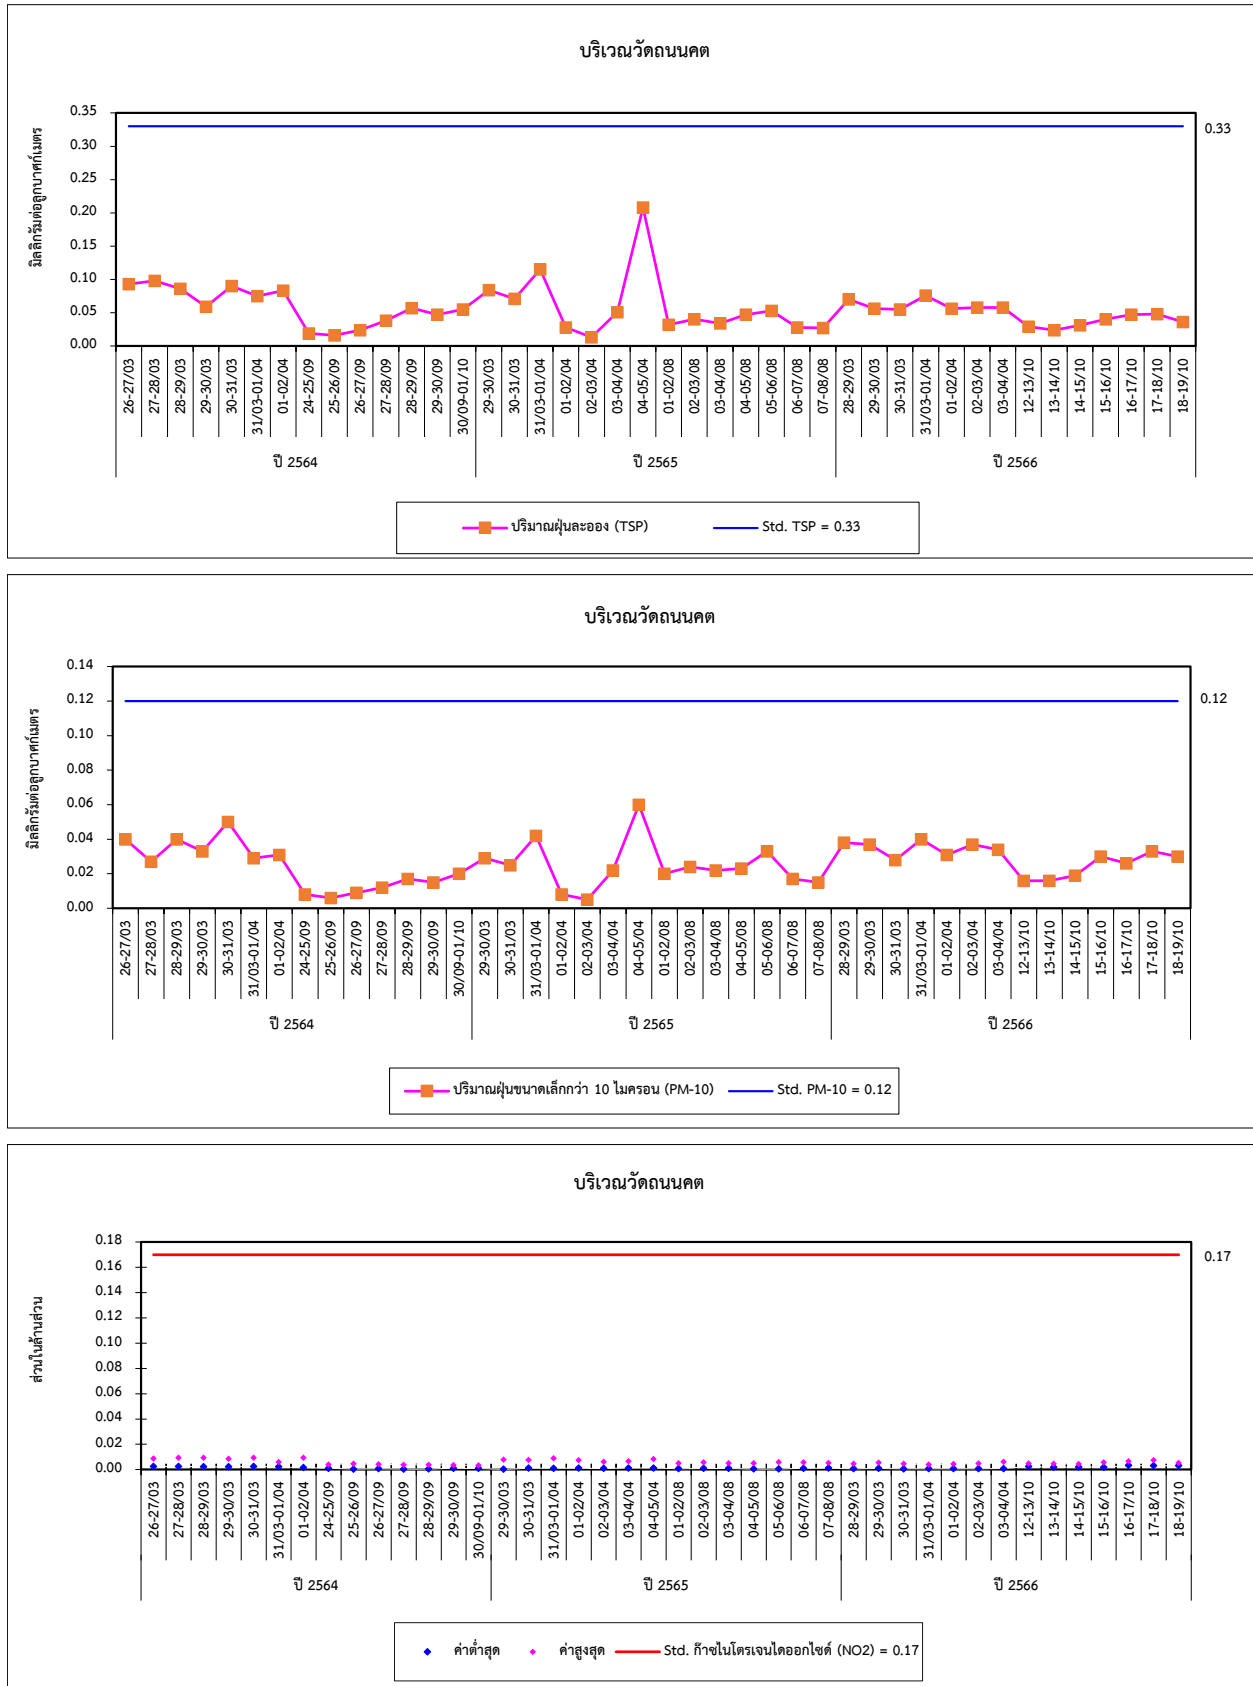 บริเวณวัดถนนคต
มิลลิกรัมต่อลูกบาศก์เมตร
0.35
0.30
0.25
0.20
0.15
0.10
0.05
0.00
0.33
26-27/03 27-28/03 28-29/03 29-30/03 30-31/03 31/03-01/04 01-02/04 24-25/09 25-26/09 26-27/09 27-28/09 28-29/09 29-30/09 30/09-01/10 29-30/03 30-31/03 31/03-01/04 01-02/04 02-03/04 03-04/04 04-05/04 01-02/08 02-03/08 03-04/08 04-05/08 05-06/08 06-07/08 07-08/08 28-29/03 29-30/03 30-31/03 31/03-01/04 01-02/04 02-03/04 03-04/04 12-13/10 13-14/10 14-15/10 15-16/10 16-17/10 17-18/10 18-19/10
ปี 2564 ปี 2565 ปี 2566
ปริมาณฝุ่นละออง (TSP) Std. TSP = 0.33
บริเวณวัดถนนคต
มิลลิกรัมต่อลูกบาศก์เมตร
0.14
0.12
0.10
0.08
0.06
0.04
0.02
0.00
0.12
26-27/03 27-28/03 28-29/03 29-30/03 30-31/03 31/03-01/04 01-02/04 24-25/09 25-26/09 26-27/09 27-28/09 28-29/09 29-30/09 30/09-01/10 29-30/03 30-31/03 31/03-01/04 01-02/04 02-03/04 03-04/04 04-05/04 01-02/08 02-03/08 03-04/08 04-05/08 05-06/08 06-07/08 07-08/08 28-29/03 29-30/03 30-31/03 31/03-01/04 01-02/04 02-03/04 03-04/04 12-13/10 13-14/10 14-15/10 15-16/10 16-17/10 17-18/10 18-19/10
ปี 2564 ปี 2565 ปี 2566
ปริมาณฝุ่นขนาดเล็กกว่า 10 ไมครอน (PM-10) Std. PM-10 = 0.12
บริเวณวัดถนนคต
ส่วนในล้านส่วน
0.18
0.16
0.14
0.12
0.10
0.08
0.06
0.04
0.02
0.00
0.17
26-27/03 27-28/03 28-29/03 29-30/03 30-31/03 31/03-01/04 01-02/04 24-25/09 25-26/09 26-27/09 27-28/09 28-29/09 29-30/09 30/09-01/10 29-30/03 30-31/03 31/03-01/04 01-02/04 02-03/04 03-04/04 04-05/04 01-02/08 02-03/08 03-04/08 04-05/08 05-06/08 06-07/08 07-08/08 28-29/03 29-30/03 30-31/03 31/03-01/04 01-02/04 02-03/04 03-04/04 12-13/10 13-14/10 14-15/10 15-16/10 16-17/10 17-18/10 18-19/10
ปี 2564 ปี 2565 ปี 2566
ค่าต่ำสุด ค่าสูงสุด Std. ก๊าซไนโตรเจนไดออกไซด์ (NO2) = 0.17